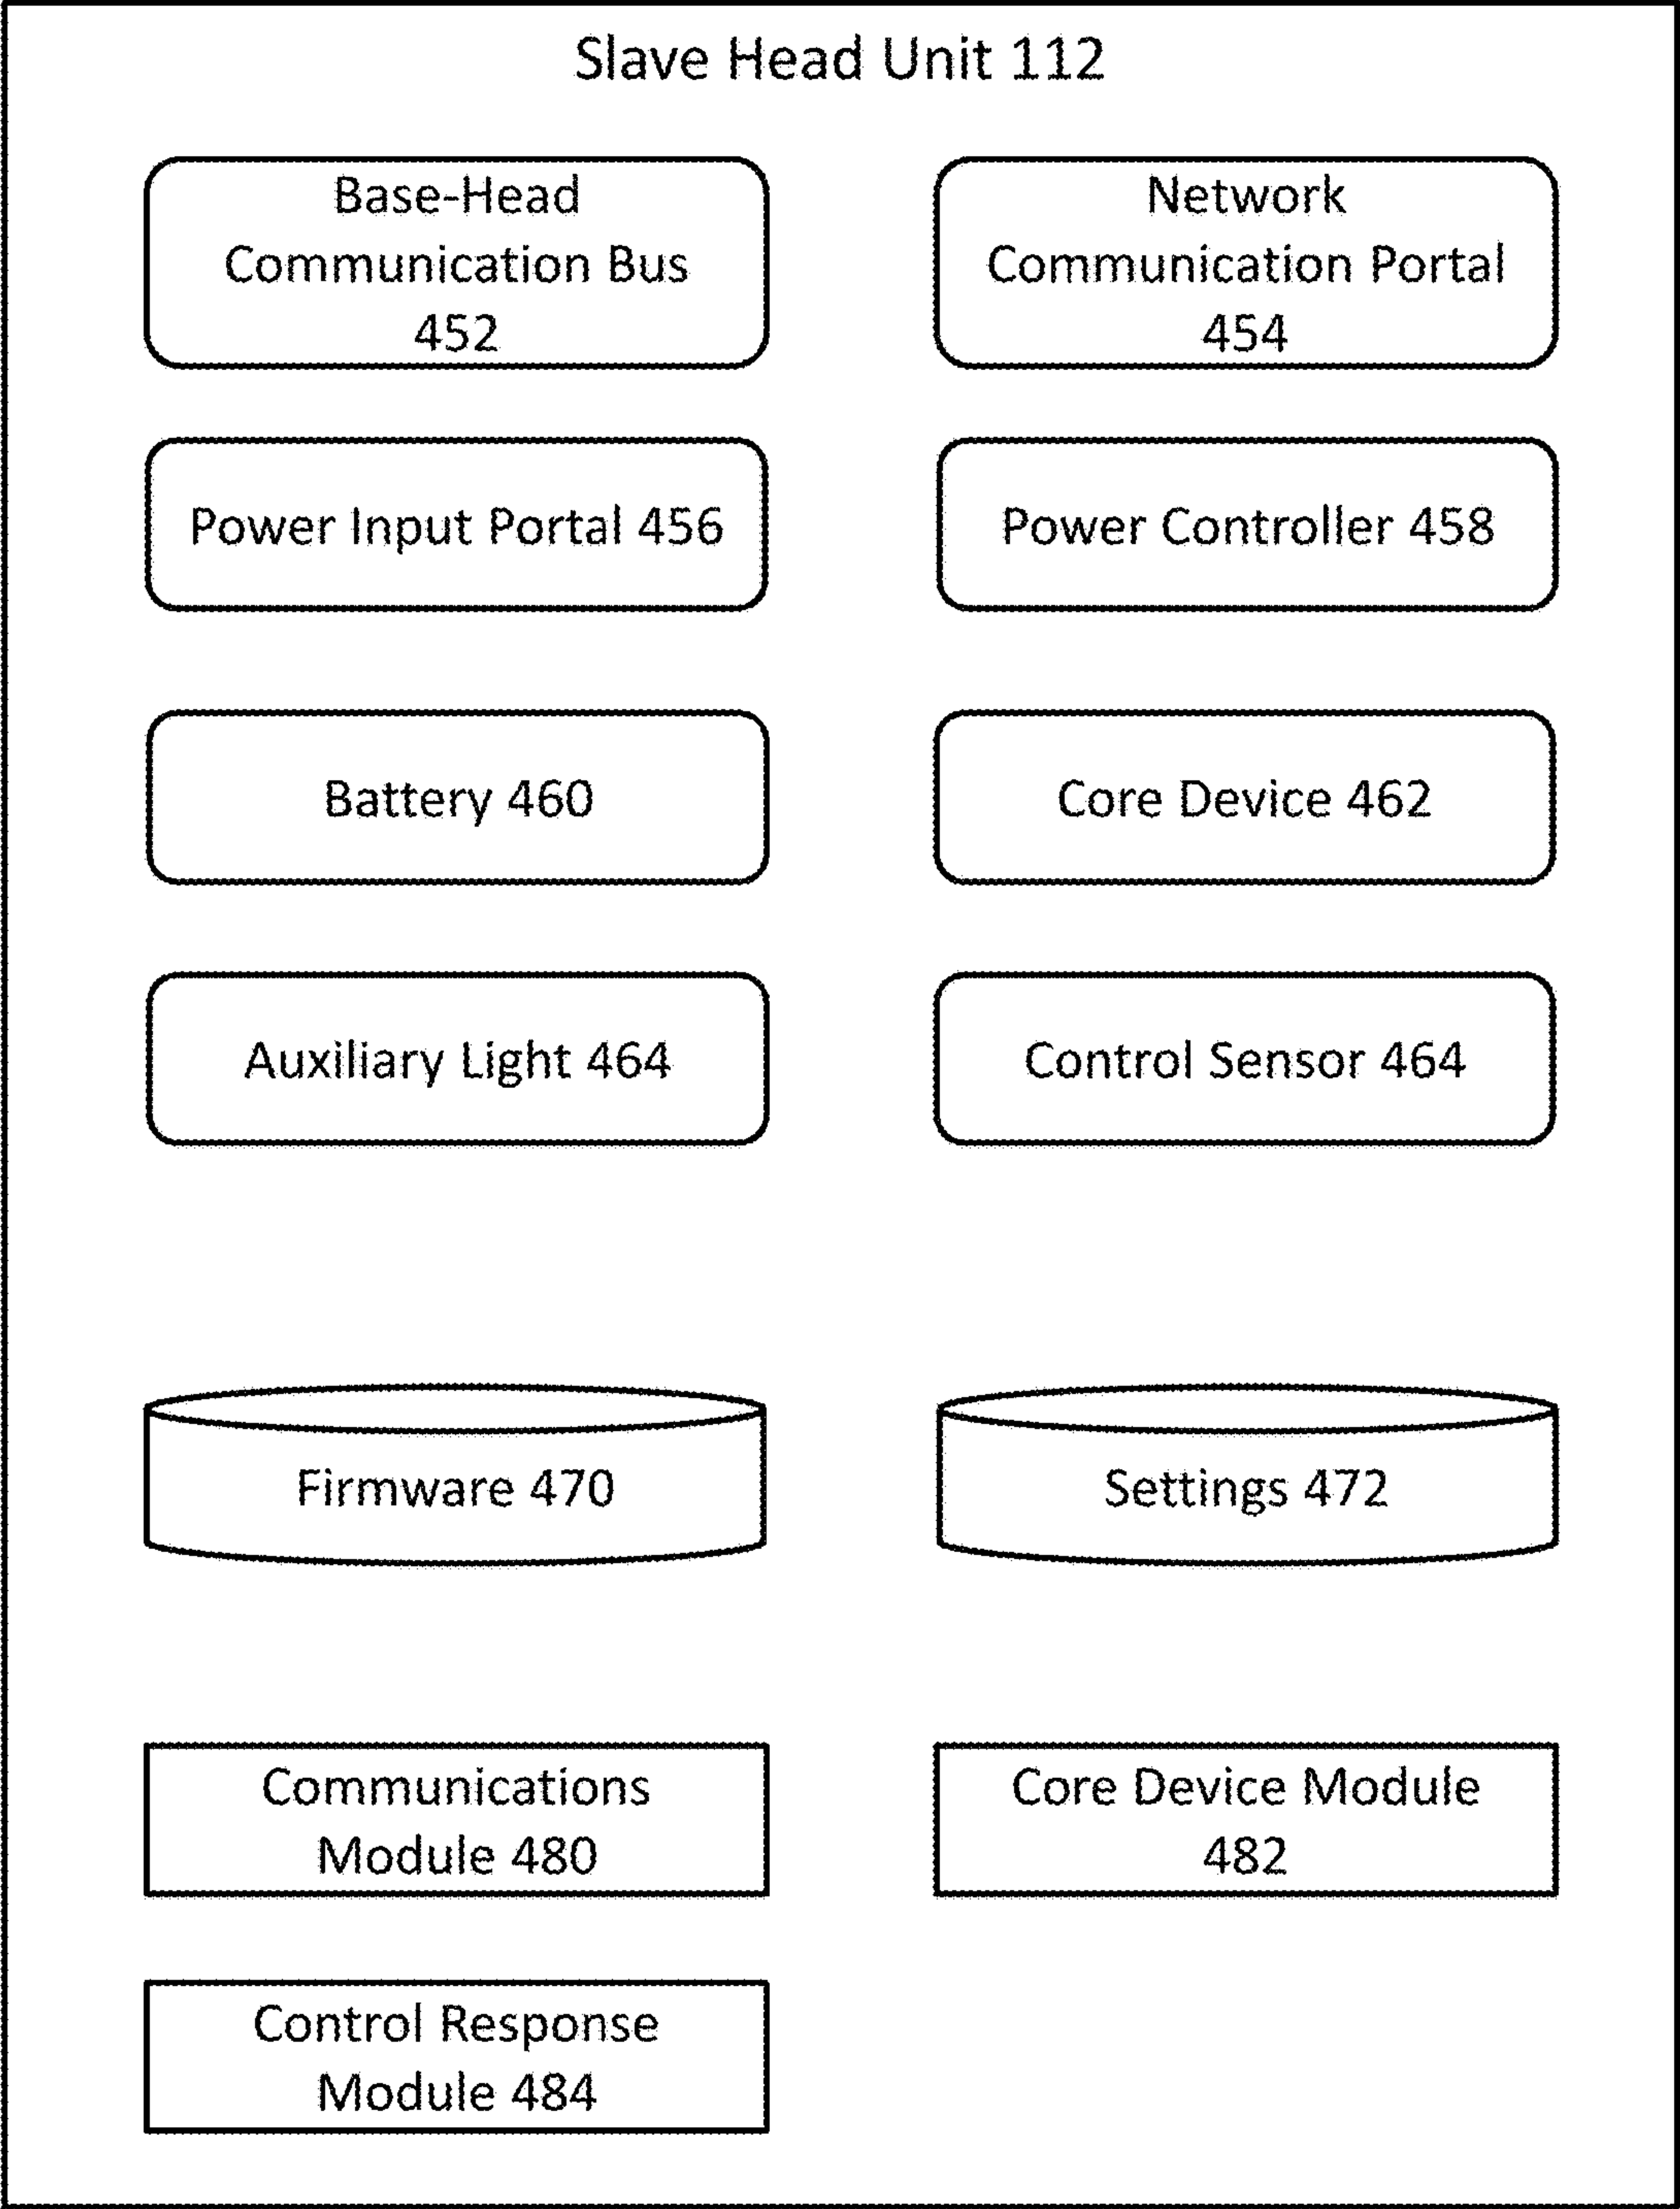 Slave Head Unit 112
Base-Head
Communication Bus
452
Network
Communication Portal
454
Power Input Portal 456
Power Controller 458
Battery 460
Core Device 462
Auxiliary Light 464
Control Sensor 464
Firmware 470
Settings 472
Communications
Module 480
Core Device Module
482
Control Response
Module 484